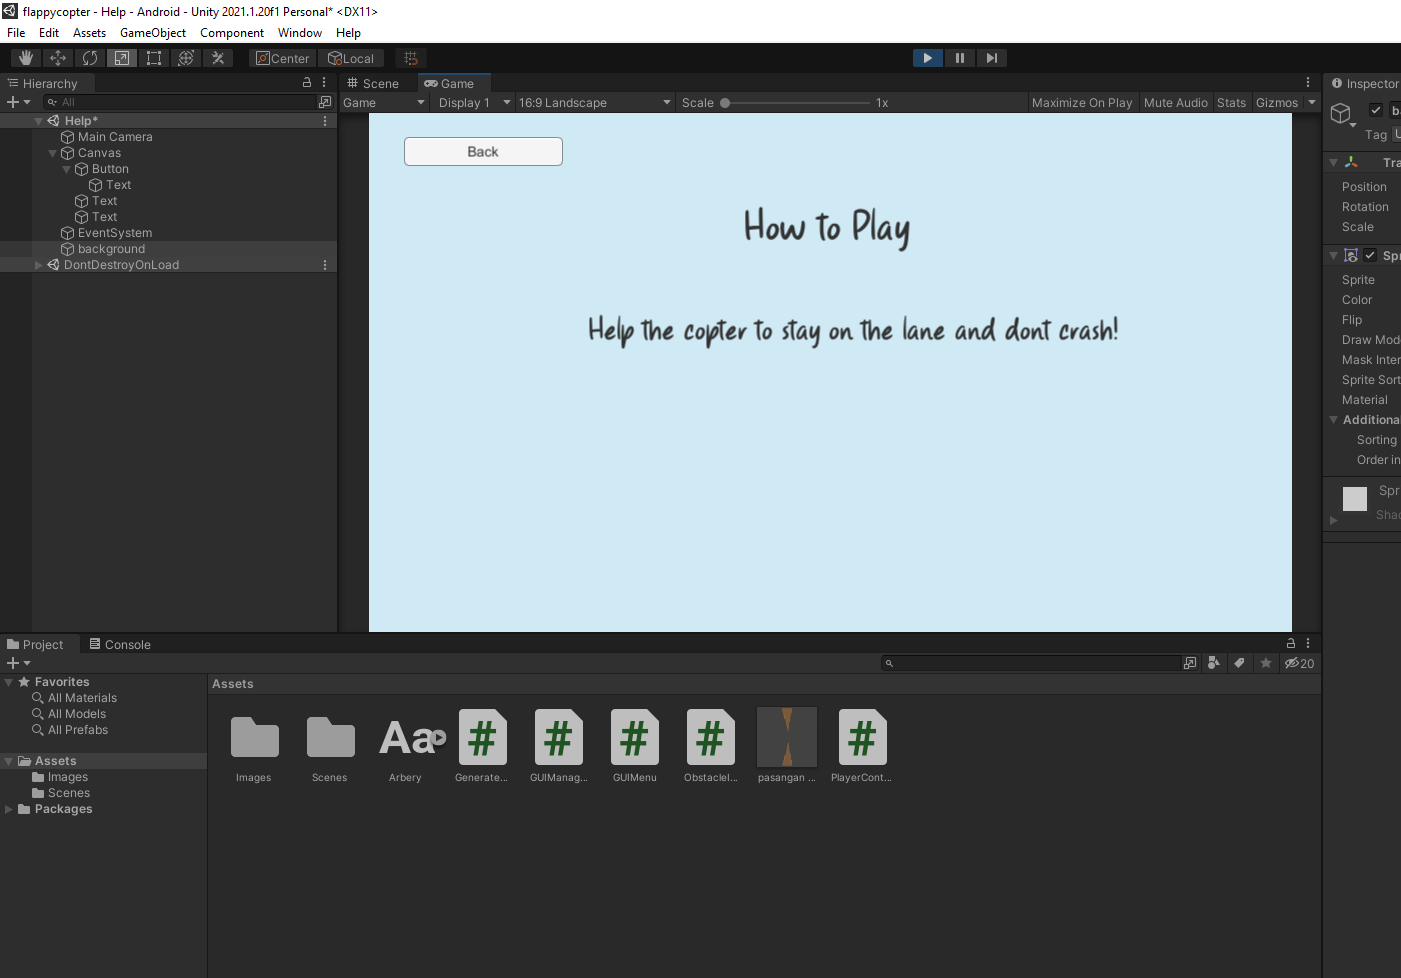 flappycopter - Help - Android - Unity 2021.1.20f1 Personal* <DX11>
File Edit Assets GameObject Component Window Help
Center Local
Hierarchy
All
Help*
Main Camera
Canvas
Button
Text
Text
Text
EventSystem
background
DontDestroyOnLoad
Scene Game
Game Display 1 16:9 Landscape Scale 1x Maximize On Play Mute Audio Stats Gizmos
Back
How to Play
Help the copter to stay on the lane and dont crash!
Inspector
Tag
Position
Rotation
Scale
Sprite
Color
Flip
Draw Mod
Mask Inter
Sprite Sort
Material
Additiona
Sorting
Order in
Spr
Shac
Project Console
20
Favorites
All Materials
All Models
All Prefabs
Assets
Images
Scenes
Packages
Assets
Aa
# # # # #
Images Scenes Arbery Generate... GUIManag... GUIMenu ObstacleI... pasangan ... PlayerCont...